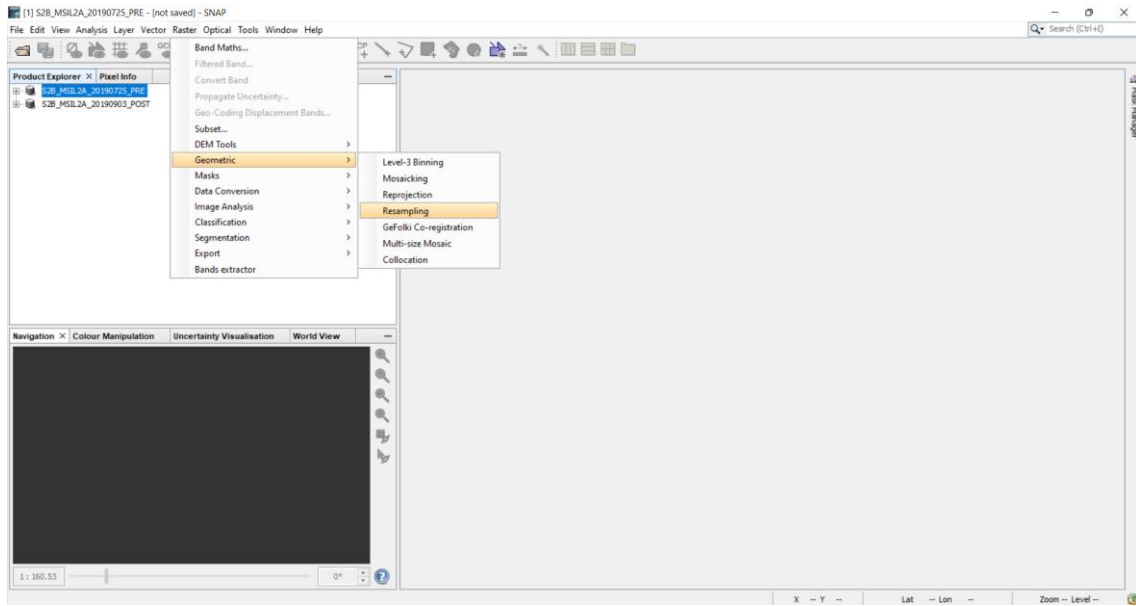 [1] S2B_MSIL2A_20190725_PRE - [not saved] - SNAP
File Edit View Analysis Layer Vector Raster Optical Tools Window Help
Search (Ctrl+I)
Band Maths...
Filtered Band...
Convert Band
Propagate Uncertainty...
Geo-Coding Displacement Bands...
Subset...
DEM Tools
Geometric
Masks
Data Conversion
Image Analysis
Classification
Segmentation
Export
Bands extractor
Level-3 Binning
Mosaicking
Reprojection
Resampling
GeFolki Co-registration
Multi-size Mosaic
Collocation
Product Explorer Pixel Info
S2B_MSIL2A_20190725_PRE
S2B_MSIL2A_20190903_POST
Mask Manager
Navigation Colour Manipulation Uncertainty Visualisation World View
1 : 160.53 0°
X -- Y -- Lat -- Lon -- Zoom -- Level --